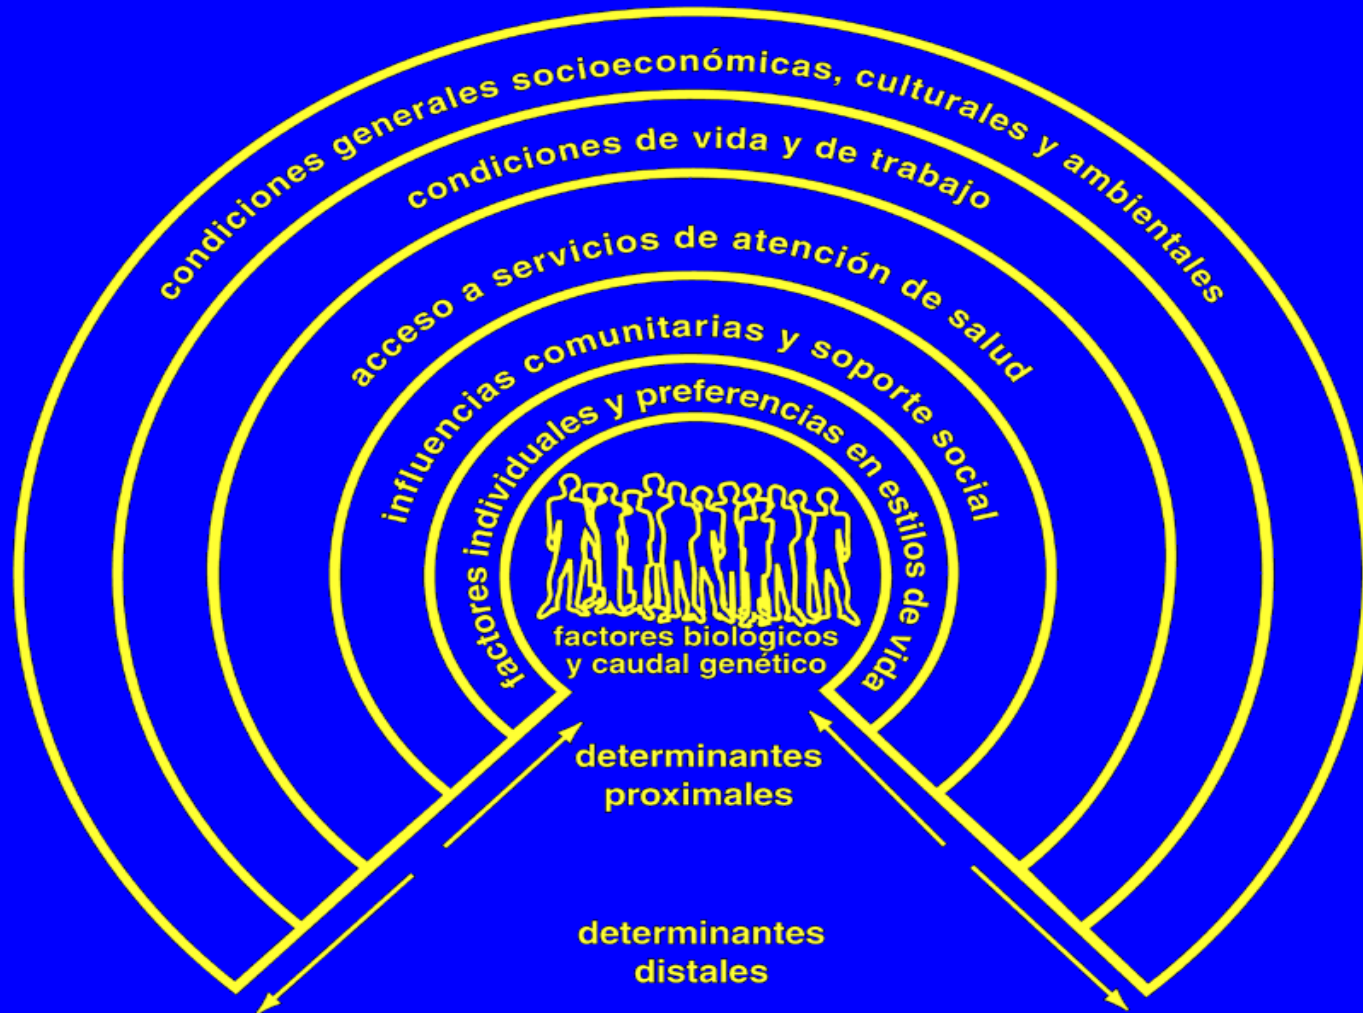 condiciones generales socioeconómicas, culturales y ambientales
condiciones de vida y de trabajo
acceso a servicios de atención de salud
influencias comunitarias y soporte social
factores individuales y preferencias en estilos de vida
factores biológicos
y caudal genético
determinantes
proximales
determinantes
distales